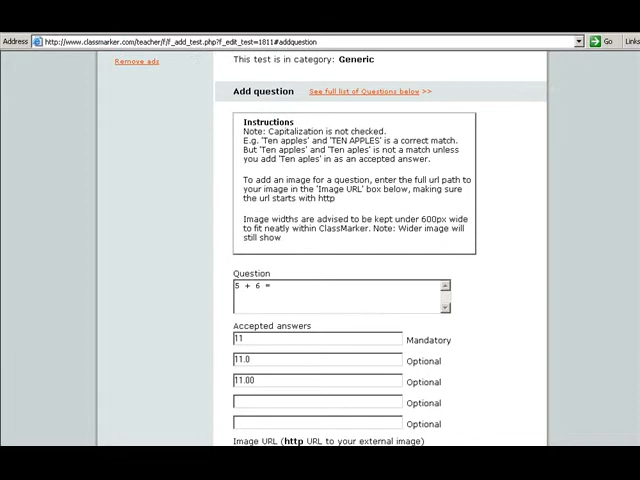 Address http://www.classmarker.com/teacher/f/f_add_test.php?f_edit_test=1811#addquestion Go Links
Remove ads
This test is in category: Generic
Add question See full list of Questions below >>
Instructions
Note: Capitalization is not checked.
E.g. 'Ten apples' and 'TEN APPLES' is a correct match.
But 'Ten apples' and 'Ten aples' is not a match unless
you add 'Ten aples' in as an accepted answer.
To add an image for a question, enter the full url path to
your image in the 'Image URL' box below, making sure
the url starts with http
Image widths are advised to be kept under 600px wide
to fit neatly within ClassMarker. Note: Wider image will
still show
Question
5 + 6 =
Accepted answers
11 Mandatory
11.0 Optional
11.00 Optional
Optional
Optional
Image URL (http URL to your external image)